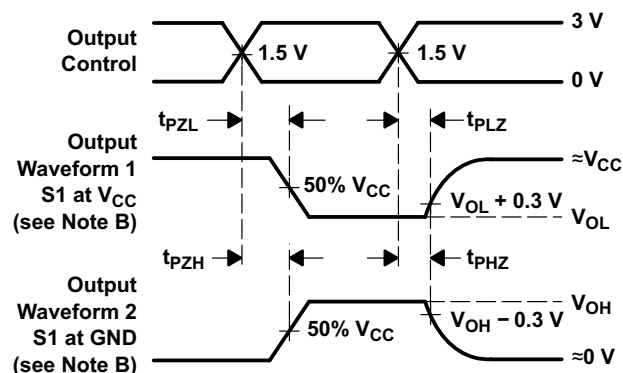 Output
Control
1.5 V
1.5 V
3 V
0 V
tPZL
tPLZ
Output
Waveform 1
S1 at VCC
(see Note B)
50% VCC
≈VCC
VOL + 0.3 V
VOL
tPZH
tPHZ
Output
Waveform 2
S1 at GND
(see Note B)
50% VCC
VOH
VOH − 0.3 V
≈0 V